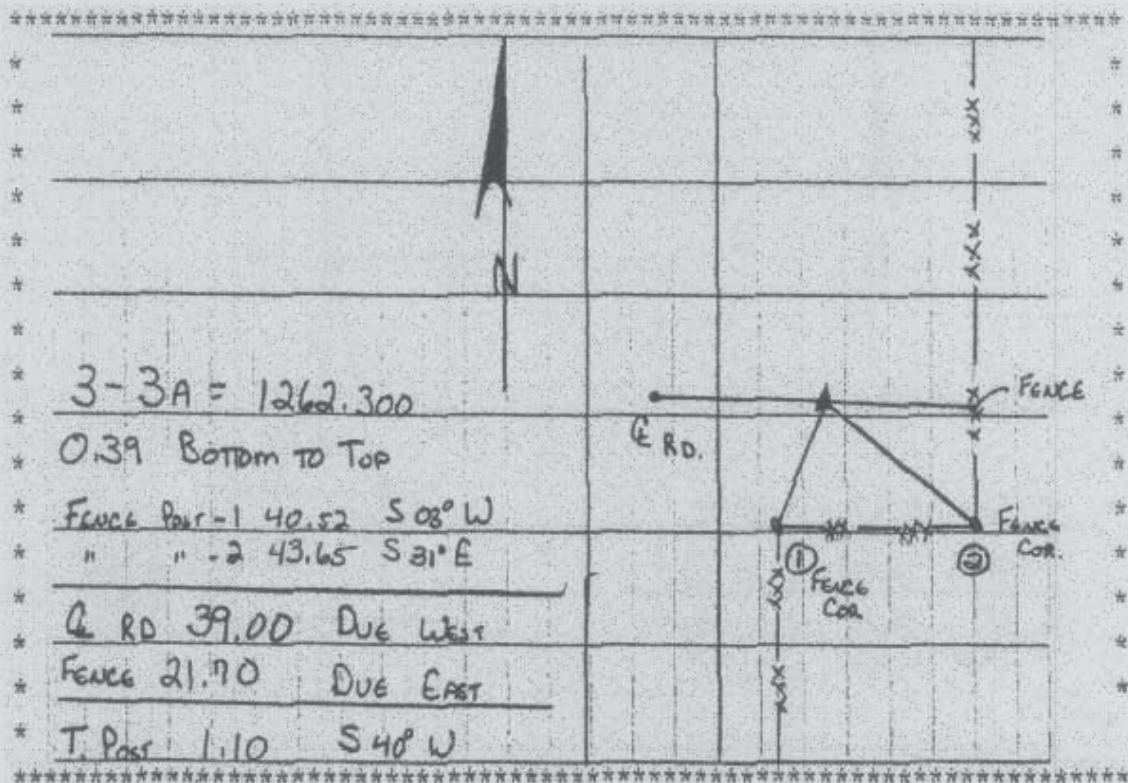 N
3-3A = 1262.300
0.39 BOTTOM TO TOP
FENCE POST-1 40.52 S 08° W
" " -2 43.65 S 31° E
℄ RD 39.00 DUE WEST
FENCE 21.70 DUE EAST
T. POST 1.10 S 40° W
FENCE
℄ RD.
FENCE
COR.
①
②
FENCE
COR